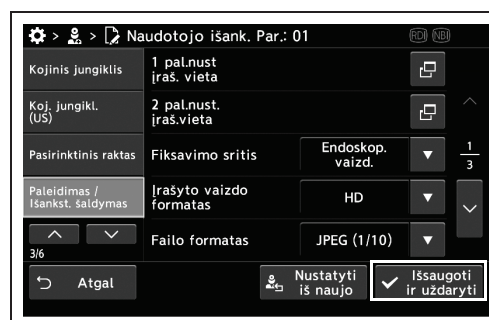 > > Naudotojo išank. Par.: 01 RDI NBI
Kojinis jungiklis
1 pal.nust
įraš. vieta
Koj. jungikl.
(US)
2 pal.nust.
įraš.vieta
Pasirinktinis raktas
Fiksavimo sritis
Endoskop.
vaizd.
1
3
Paleidimas /
Išankst. šaldymas
Įrašyto vaizdo
formatas
HD
3/6
Failo formatas
JPEG (1/10)
Atgal
Nustatyti
iš naujo
Išsaugoti
ir uždaryti